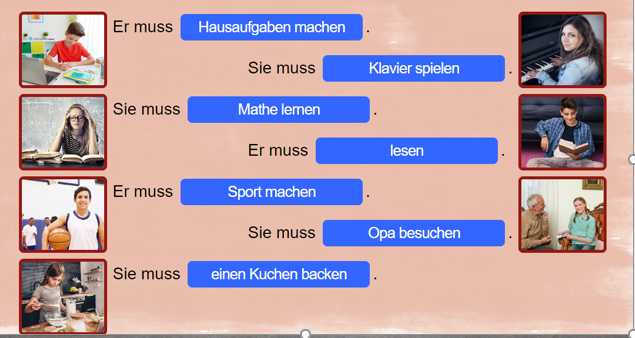 Er muss Hausaufgaben machen .
Sie muss Klavier spielen .
Sie muss Mathe lernen .
Er muss lesen .
Er muss Sport machen .
Sie muss Opa besuchen .
Sie muss einen Kuchen backen .